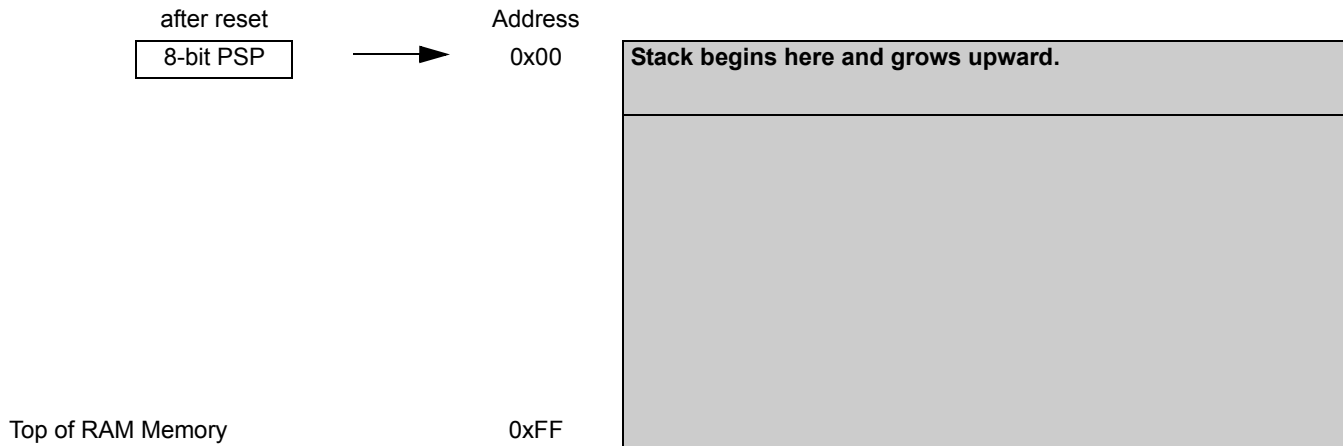 after reset Address
8-bit PSP 0x00 Stack begins here and grows upward.
Top of RAM Memory 0xFF